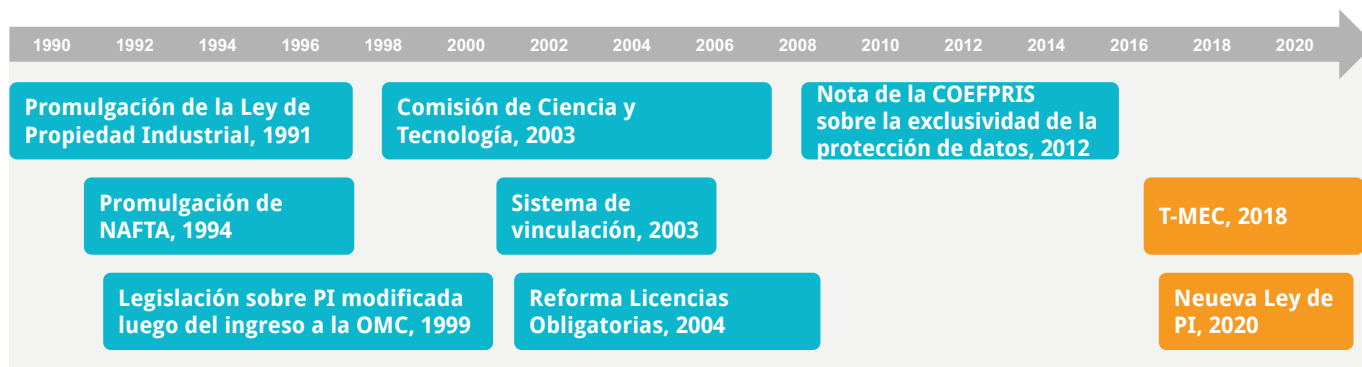 1990 1992 1994 1996 1998 2000 2002 2004 2006 2008 2010 2012 2014 2016 2018 2020
Promulgación de la Ley de
Propiedad Industrial, 1991
Comisión de Ciencia y
Tecnología, 2003
Nota de la COEFPRIS
sobre la exclusividad de la
protección de datos, 2012
Promulgación de
NAFTA, 1994
Sistema de
vinculación, 2003
T-MEC, 2018
Legislación sobre PI modificada
luego del ingreso a la OMC, 1999
Reforma Licencias
Obligatorias, 2004
Neueva Ley de
PI, 2020